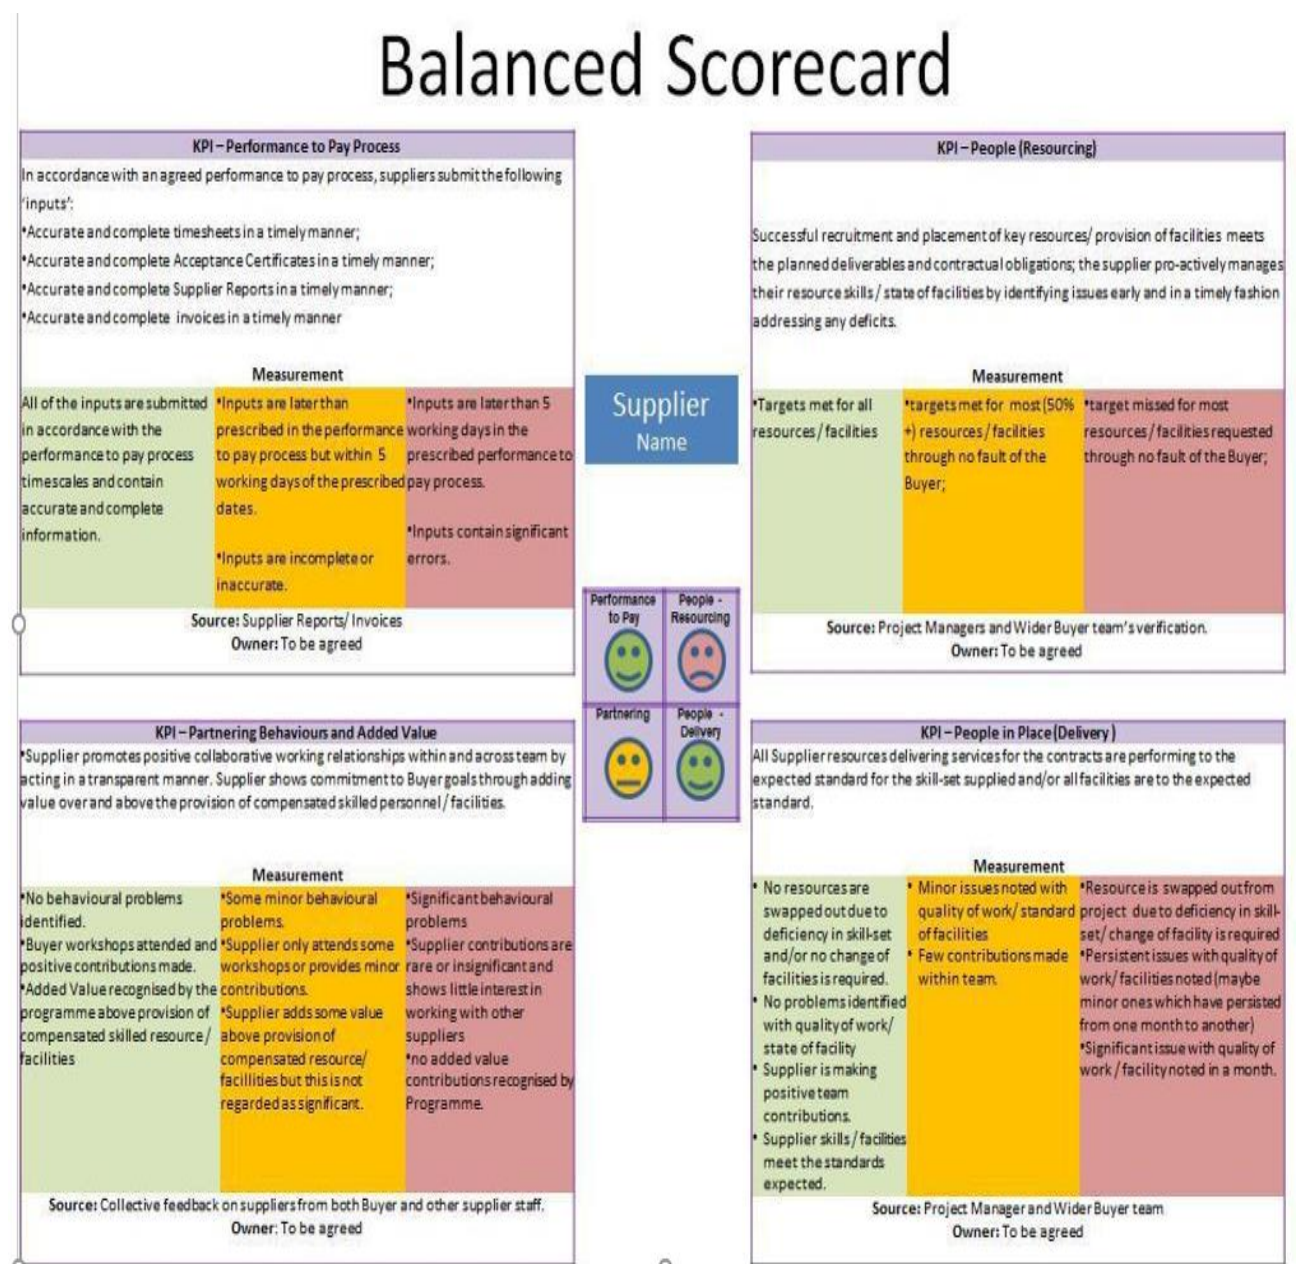 Balanced Scorecard
KPI – Performance to Pay Process
In accordance with an agreed performance to pay process, suppliers submit the following
'inputs':
•Accurate and complete timesheets in a timely manner;
•Accurate and complete Acceptance Certificates in a timely manner;
•Accurate and complete Supplier Reports in a timely manner;
•Accurate and complete invoices in a timely manner
Measurement
All of the inputs are submitted
in accordance with the
performance to pay process
timescales and contain
accurate and complete
information.
•Inputs are later than
prescribed in the performance
to pay process but within 5
working days of the prescribed
dates.
•Inputs are incomplete or
inaccurate.
•Inputs are later than 5
working days in the
prescribed performance to
pay process.
•Inputs contain significant
errors.
Source: Supplier Reports/ Invoices
Owner: To be agreed
KPI – People (Resourcing)
Successful recruitment and placement of key resources/ provision of facilities meets
the planned deliverables and contractual obligations; the supplier pro-actively manages
their resource skills / state of facilities by identifying issues early and in a timely fashion
addressing any deficits.
Measurement
•Targets met for all
resources / facilities
•targets met for most (50%
+) resources / facilities
through no fault of the
Buyer;
•target missed for most
resources / facilities requested
through no fault of the Buyer;
Source: Project Managers and Wider Buyer team's verification.
Owner: To be agreed
Supplier
Name
Performance
to Pay
People -
Resourcing
Partnering
People -
Delivery
KPI – Partnering Behaviours and Added Value
•Supplier promotes positive collaborative working relationships within and across team by
acting in a transparent manner. Supplier shows commitment to Buyer goals through adding
value over and above the provision of compensated skilled personnel / facilities.
Measurement
•No behavioural problems
identified.
•Buyer workshops attended and
positive contributions made.
•Added Value recognised by the
programme above provision of
compensated skilled resource /
facilities
•Some minor behavioural
problems.
•Supplier only attends some
workshops or provides minor
contributions.
•Supplier adds some value
above provision of
compensated resource/
facillities but this is not
regarded as significant.
•Significant behavioural
problems
•Supplier contributions are
rare or insignificant and
shows little interest in
working with other
suppliers
•no added value
contributions recognised by
Programme.
Source: Collective feedback on suppliers from both Buyer and other supplier staff.
Owner: To be agreed
KPI – People in Place (Delivery )
All Supplier resources delivering services for the contracts are performing to the
expected standard for the skill-set supplied and/or all facilities are to the expected
standard.
Measurement
• No resources are
swapped out due to
deficiency in skill-set
and/or no change of
facilities is required.
• No problems identified
with quality of work/
state of facility
• Supplier is making
positive team
contributions.
• Supplier skills / facilities
meet the standards
expected.
• Minor issues noted with
quality of work/ standard
of facilities
• Few contributions made
within team.
•Resource is swapped out from
project due to deficiency in skill-
set/ change of facility is required
•Persistent issues with quality of
work/ facilities noted (maybe
minor ones which have persisted
from one month to another)
•Significant issue with quality of
work / facility noted in a month.
Source: Project Manager and Wider Buyer team
Owner: To be agreed